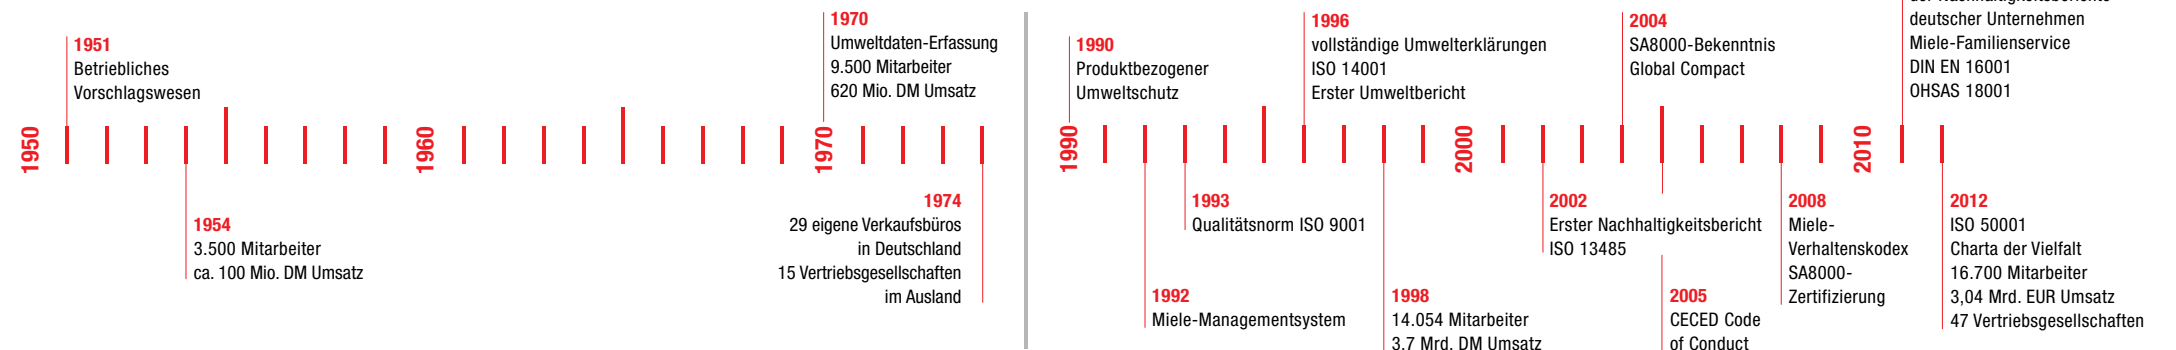 1951
Betriebliches
Vorschlagswesen
1970
Umweltdaten-Erfassung
9.500 Mitarbeiter
620 Mio. DM Umsatz
1950
1960
1970
1954
3.500 Mitarbeiter
ca. 100 Mio. DM Umsatz
1974
29 eigene Verkaufsbüros
in Deutschland
15 Vertriebsgesellschaften
im Ausland
1990
Produktbezogener
Umweltschutz
1996
vollständige Umwelterklärungen
ISO 14001
Erster Umweltbericht
2004
SA8000-Bekenntnis
Global Compact
der Nachhaltigkeitsberichte
deutscher Unternehmen
Miele-Familienservice
DIN EN 16001
OHSAS 18001
1990
2000
2010
1993
Qualitätsnorm ISO 9001
1992
Miele-Managementsystem
1998
14.054 Mitarbeiter
3,7 Mrd. DM Umsatz
2002
Erster Nachhaltigkeitsbericht
ISO 13485
2005
CECED Code
of Conduct
2008
Miele-
Verhaltenskodex
SA8000-
Zertifizierung
2012
ISO 50001
Charta der Vielfalt
16.700 Mitarbeiter
3,04 Mrd. EUR Umsatz
47 Vertriebsgesellschaften